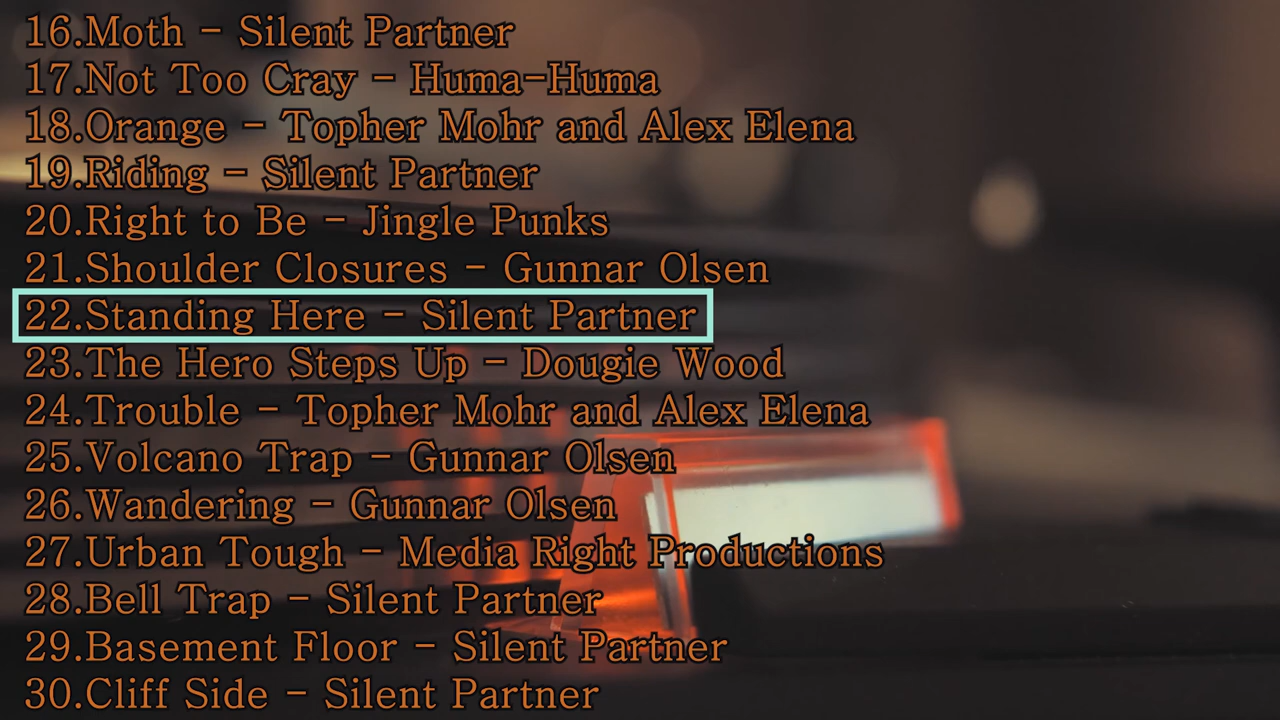 16.Moth - Silent Partner
17.Not Too Cray - Huma-Huma
18.Orange - Topher Mohr and Alex Elena
19.Riding - Silent Partner
20.Right to Be - Jingle Punks
21.Shoulder Closures - Gunnar Olsen
22.Standing Here - Silent Partner
23.The Hero Steps Up - Dougie Wood
24.Trouble - Topher Mohr and Alex Elena
25.Volcano Trap - Gunnar Olsen
26.Wandering - Gunnar Olsen
27.Urban Tough - Media Right Productions
28.Bell Trap - Silent Partner
29.Basement Floor - Silent Partner
30.Cliff Side - Silent Partner